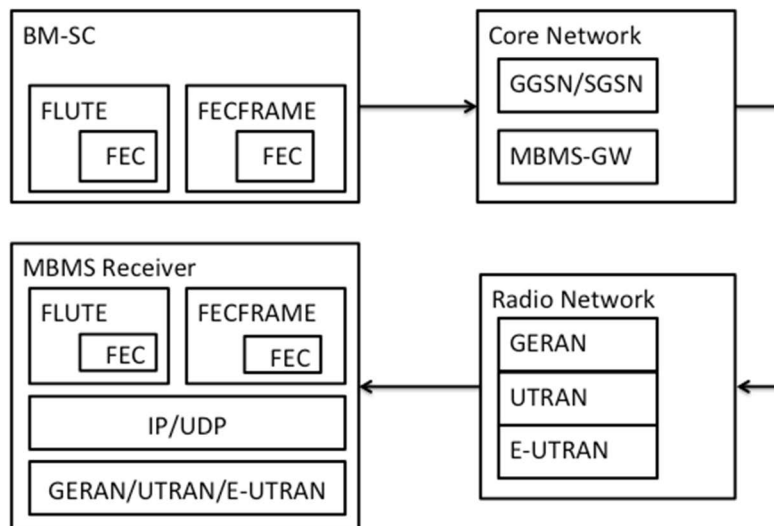 BM-SC
FLUTE
FEC
FECFRAME
FEC
Core Network
GGSN/SGSN
MBMS-GW
MBMS Receiver
FLUTE
FEC
FECFRAME
FEC
IP/UDP
GERAN/UTRAN/E-UTRAN
Radio Network
GERAN
UTRAN
E-UTRAN